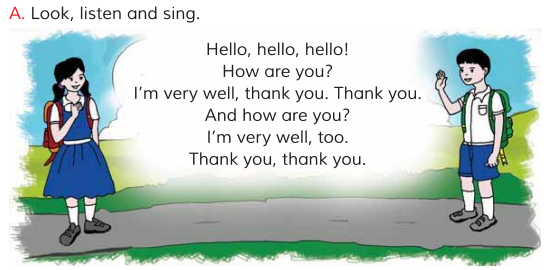 A. Look, listen and sing.
Hello, hello, hello!
How are you?
I'm very well, thank you. Thank you.
And how are you?
I'm very well, too.
Thank you, thank you.